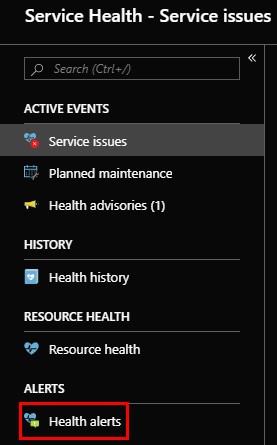 Service Health - Service issues
«
Search (Ctrl+/)
ACTIVE EVENTS
Service issues
Planned maintenance
Health advisories (1)
HISTORY
Health history
RESOURCE HEALTH
Resource health
ALERTS
Health alerts